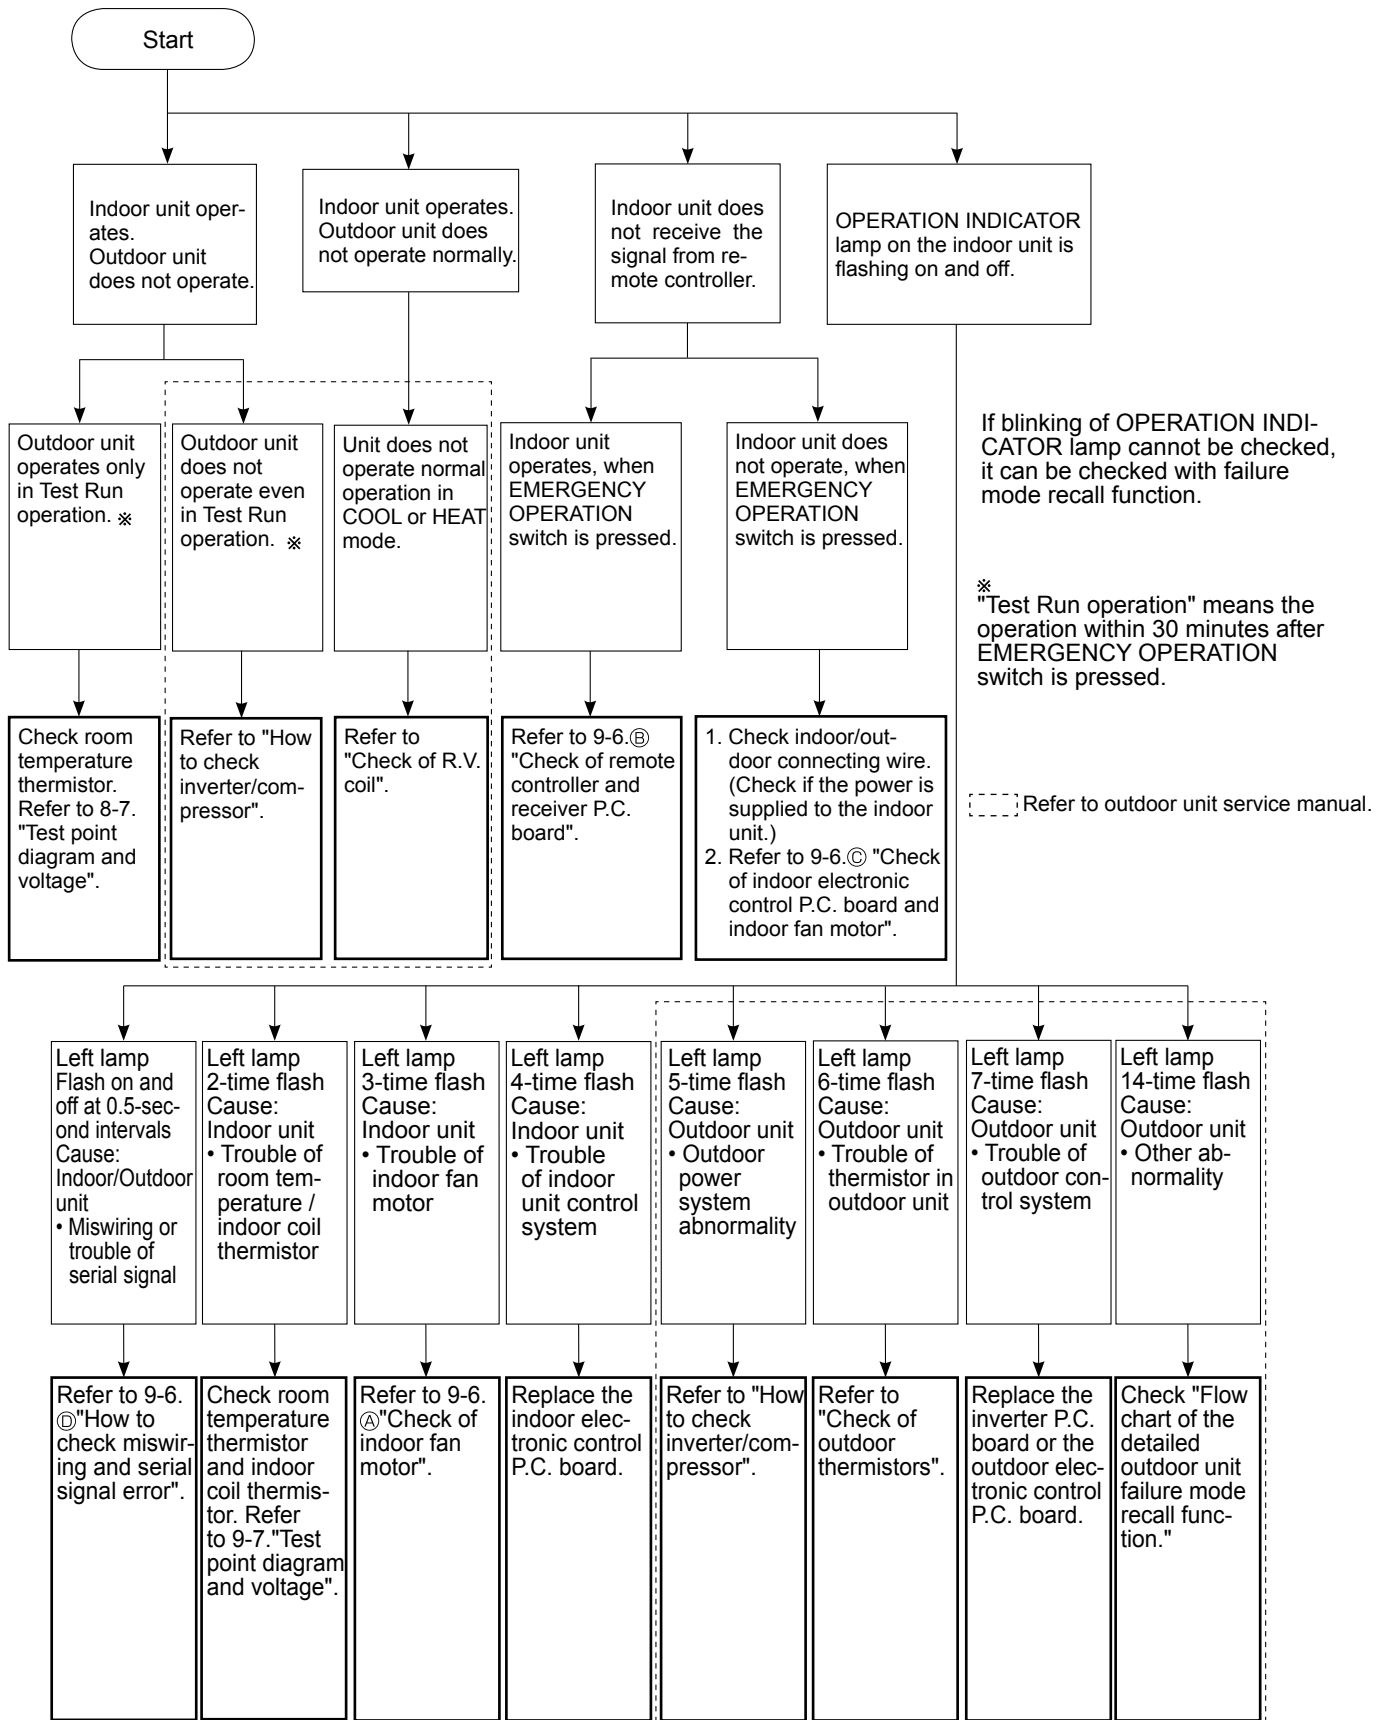 Start
Indoor unit oper-
ates.
Outdoor unit
does not operate.
Indoor unit operates.
Outdoor unit does
not operate normally.
Indoor unit does
not receive the
signal from re-
mote controller.
OPERATION INDICATOR
lamp on the indoor unit is
flashing on and off.
Outdoor unit
operates only
in Test Run
operation. ※
Outdoor unit
does not
operate even
in Test Run
operation. ※
Unit does not
operate normal
operation in
COOL or HEAT
mode.
Indoor unit
operates, when
EMERGENCY
OPERATION
switch is pressed.
Indoor unit does
not operate, when
EMERGENCY
OPERATION
switch is pressed.
If blinking of OPERATION INDI-
CATOR lamp cannot be checked,
it can be checked with failure
mode recall function.
※
"Test Run operation" means the
operation within 30 minutes after
EMERGENCY OPERATION
switch is pressed.
Check room
temperature
thermistor.
Refer to 8-7.
"Test point
diagram and
voltage".
Refer to "How
to check
inverter/com-
pressor".
Refer to
"Check of R.V.
coil".
Refer to 9-6.Ⓑ
"Check of remote
controller and
receiver P.C.
board".
1. Check indoor/out-
door connecting wire.
(Check if the power is
supplied to the indoor
unit.)
2. Refer to 9-6.Ⓒ "Check
of indoor electronic
control P.C. board and
indoor fan motor".
Refer to outdoor unit service manual.
Left lamp
Flash on and
off at 0.5-sec-
ond intervals
Cause:
Indoor/Outdoor
unit
• Miswiring or
trouble of
serial signal
Left lamp
2-time flash
Cause:
Indoor unit
• Trouble of
room tem-
perature /
indoor coil
thermistor
Left lamp
3-time flash
Cause:
Indoor unit
• Trouble of
indoor fan
motor
Left lamp
4-time flash
Cause:
Indoor unit
• Trouble
of indoor
unit control
system
Left lamp
5-time flash
Cause:
Outdoor unit
• Outdoor
power
system
abnormality
Left lamp
6-time flash
Cause:
Outdoor unit
• Trouble of
thermistor in
outdoor unit
Left lamp
7-time flash
Cause:
Outdoor unit
• Trouble of
outdoor con-
trol system
Left lamp
14-time flash
Cause:
Outdoor unit
• Other ab-
normality
Refer to 9-6.
Ⓓ"How to
check miswir-
ing and serial
signal error".
Check room
temperature
thermistor
and indoor
coil thermis-
tor. Refer
to 9-7."Test
point diagram
and voltage".
Refer to 9-6.
Ⓐ"Check of
indoor fan
motor".
Replace the
indoor elec-
tronic control
P.C. board.
Refer to "How
to check
inverter/com-
pressor".
Refer to
"Check of
outdoor
thermistors".
Replace the
inverter P.C.
board or the
outdoor elec-
tronic control
P.C. board.
Check "Flow
chart of the
detailed
outdoor unit
failure mode
recall func-
tion."